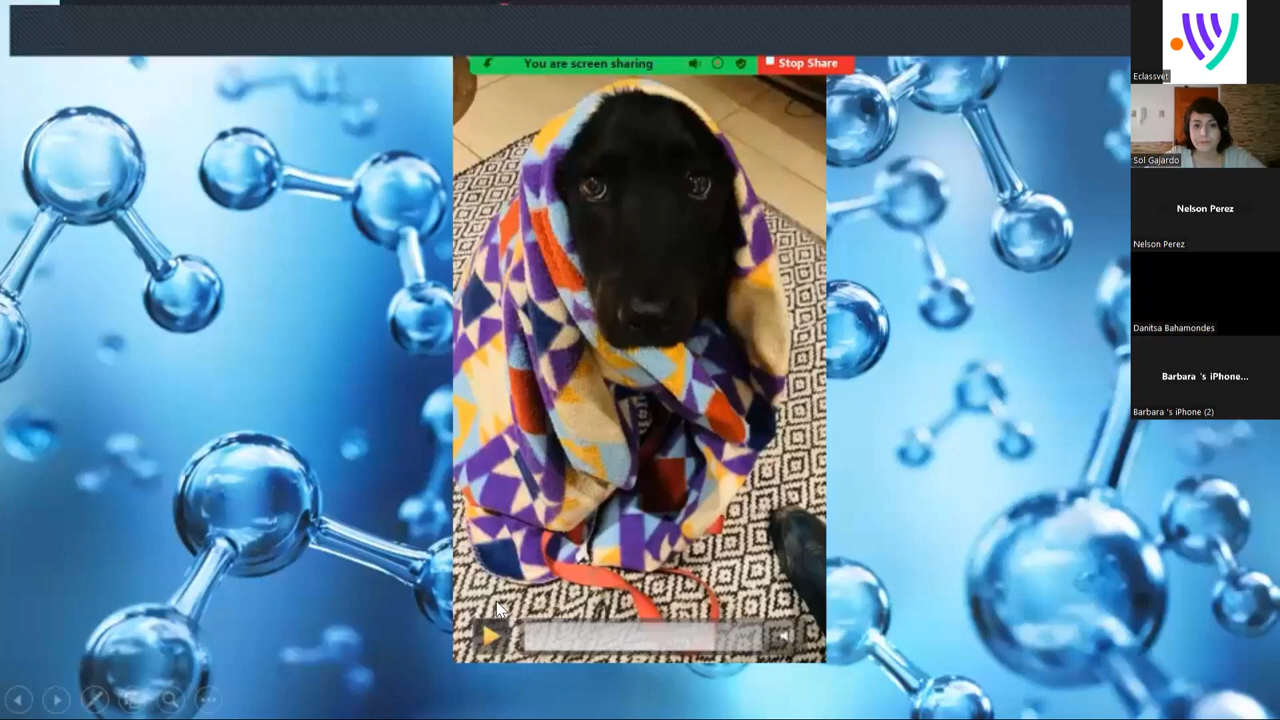 You are screen sharing
Stop Share
Eclassvet
Sol Gajardo
Nelson Perez
Nelson Perez
Danitsa Bahamondes
Barbara 's iPhone...
Barbara 's iPhone (2)